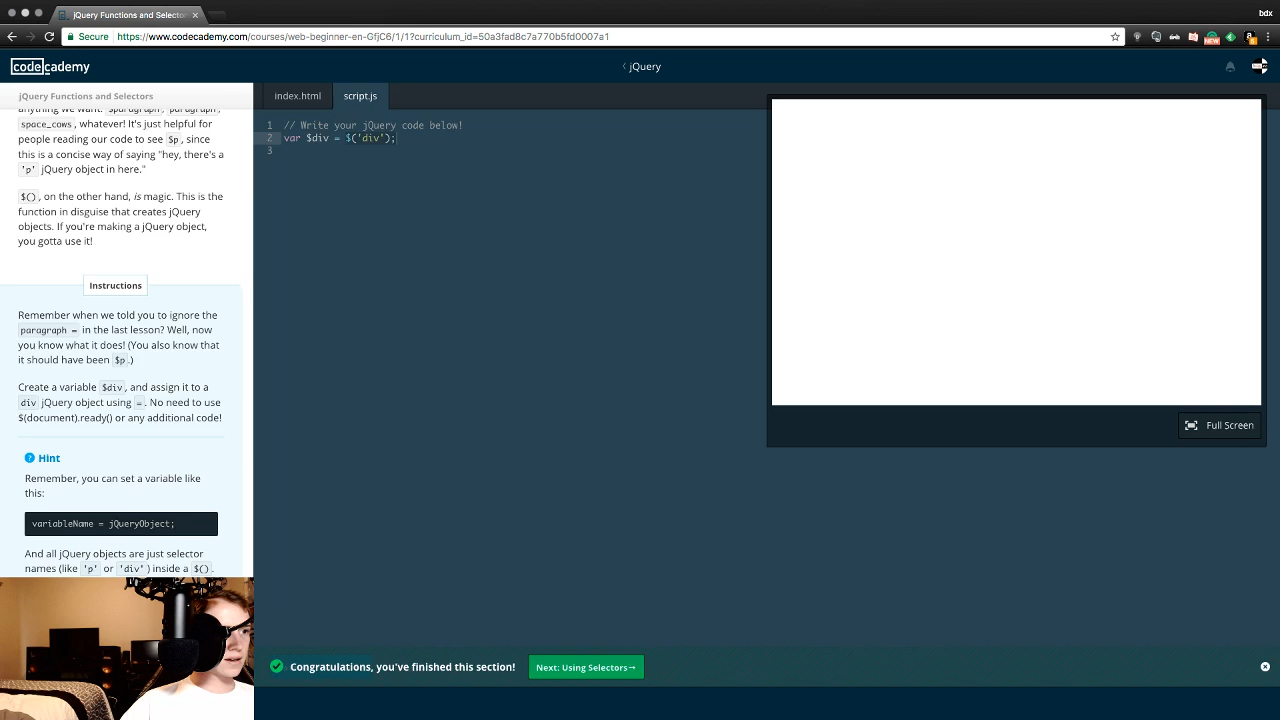 jQuery Functions and Selector
bdx
Secure https://www.codecademy.com/courses/web-beginner-en-GfjC6/1/1?curriculum_id=50a3fad8c7a770b5fd0007a1
NEW
codecademy
jQuery
jQuery Functions and Selectors
index.html
script.js
anything we want: $paragraph, paragraph,
space_cows, whatever! It's just helpful for
people reading our code to see $p, since
this is a concise way of saying "hey, there's a
'p' jQuery object in here."
$(), on the other hand, is magic. This is the
function in disguise that creates jQuery
objects. If you're making a jQuery object,
you gotta use it!
Instructions
Remember when we told you to ignore the
paragraph = in the last lesson? Well, now
you know what it does! (You also know that
it should have been $p.)
Create a variable $div, and assign it to a
div jQuery object using =. No need to use
$(document).ready() or any additional code!
Hint
Remember, you can set a variable like
this:
variableName = jQueryObject;
And all jQuery objects are just selector
names (like 'p' or 'div') inside a $().
1 // Write your jQuery code below!
2 var $div = $('div');
3
Full Screen
Congratulations, you've finished this section!
Next: Using Selectors→